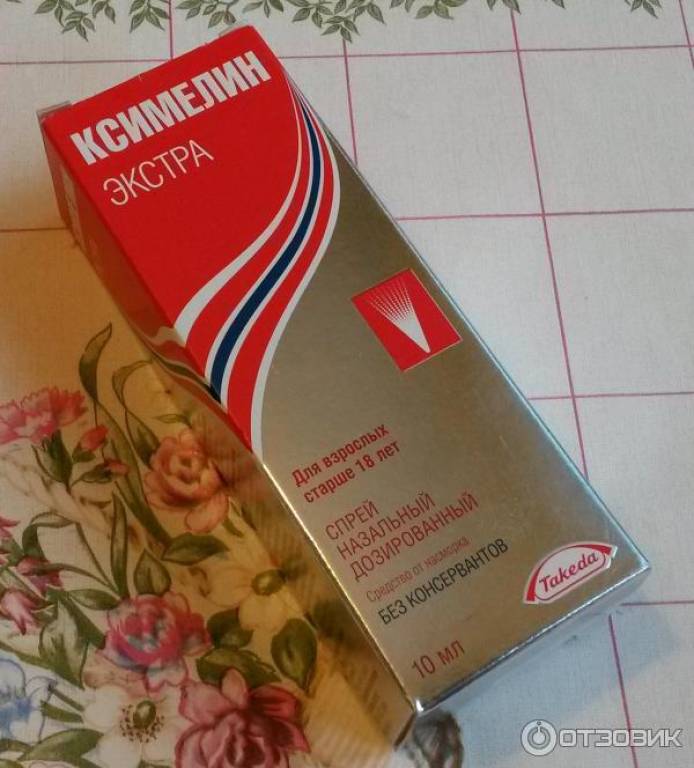 КСИМЕЛИН
ЭКСТРА
Для взрослых
старше 18 лет
СПРЕЙ
НАЗАЛЬНЫЙ
ДОЗИРОВАННЫЙ
Средство от насморка
БЕЗ КОНСЕРВАНТОВ
10 мл
Takeda
ОТЗОВИК